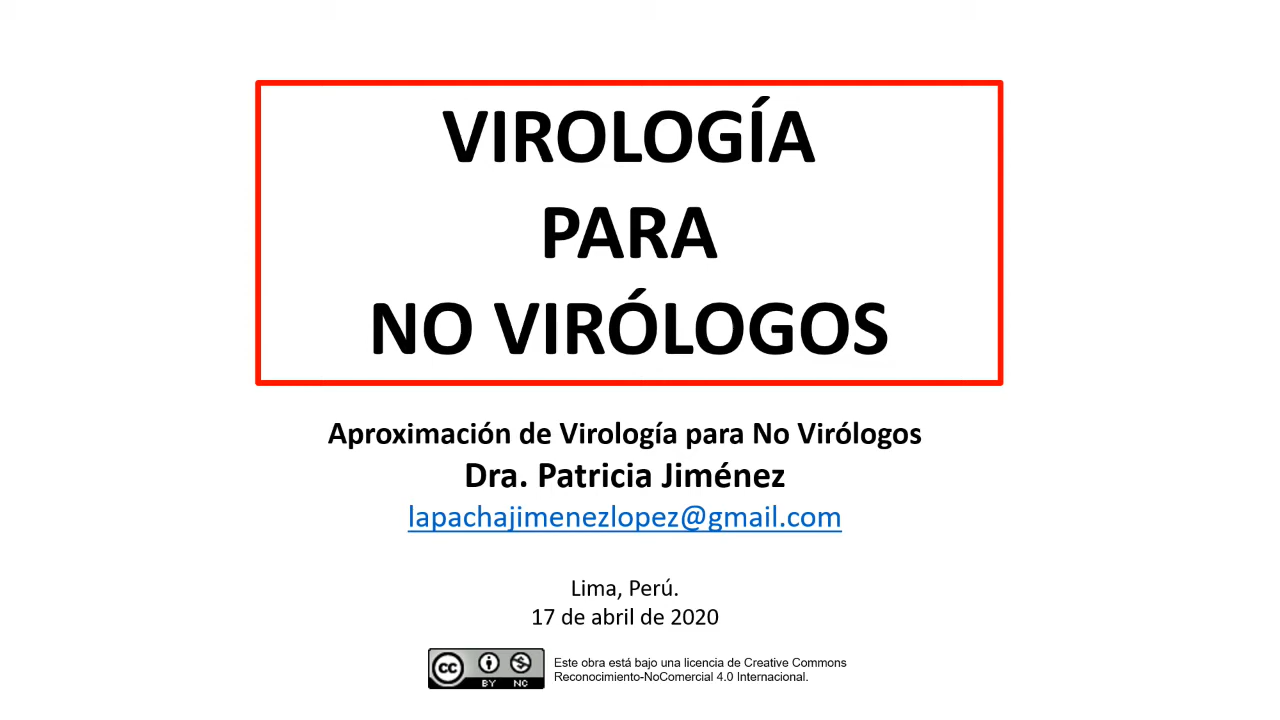 VIROLOGÍA
PARA
NO VIRÓLOGOS
Aproximación de Virología para No Virólogos
Dra. Patricia Jiménez
lapachajimenezlopez@gmail.com
Lima, Perú.
17 de abril de 2020
cc BY NC
Este obra está bajo una licencia de Creative Commons
Reconocimiento-NoComercial 4.0 Internacional.